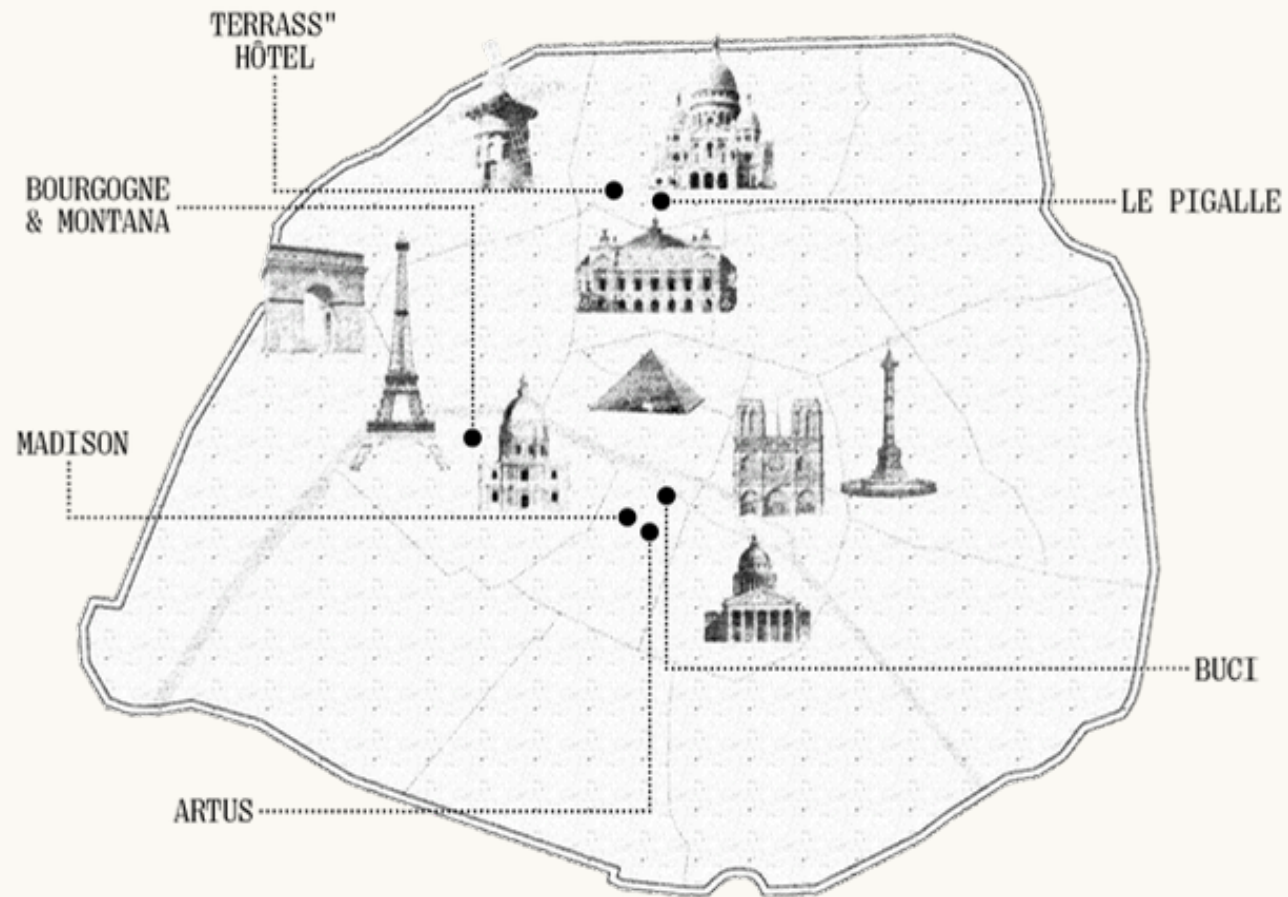 TERRASS"
HÔTEL
BOURGOGNE
& MONTANA
LE PIGALLE
MADISON
BUCI
ARTUS